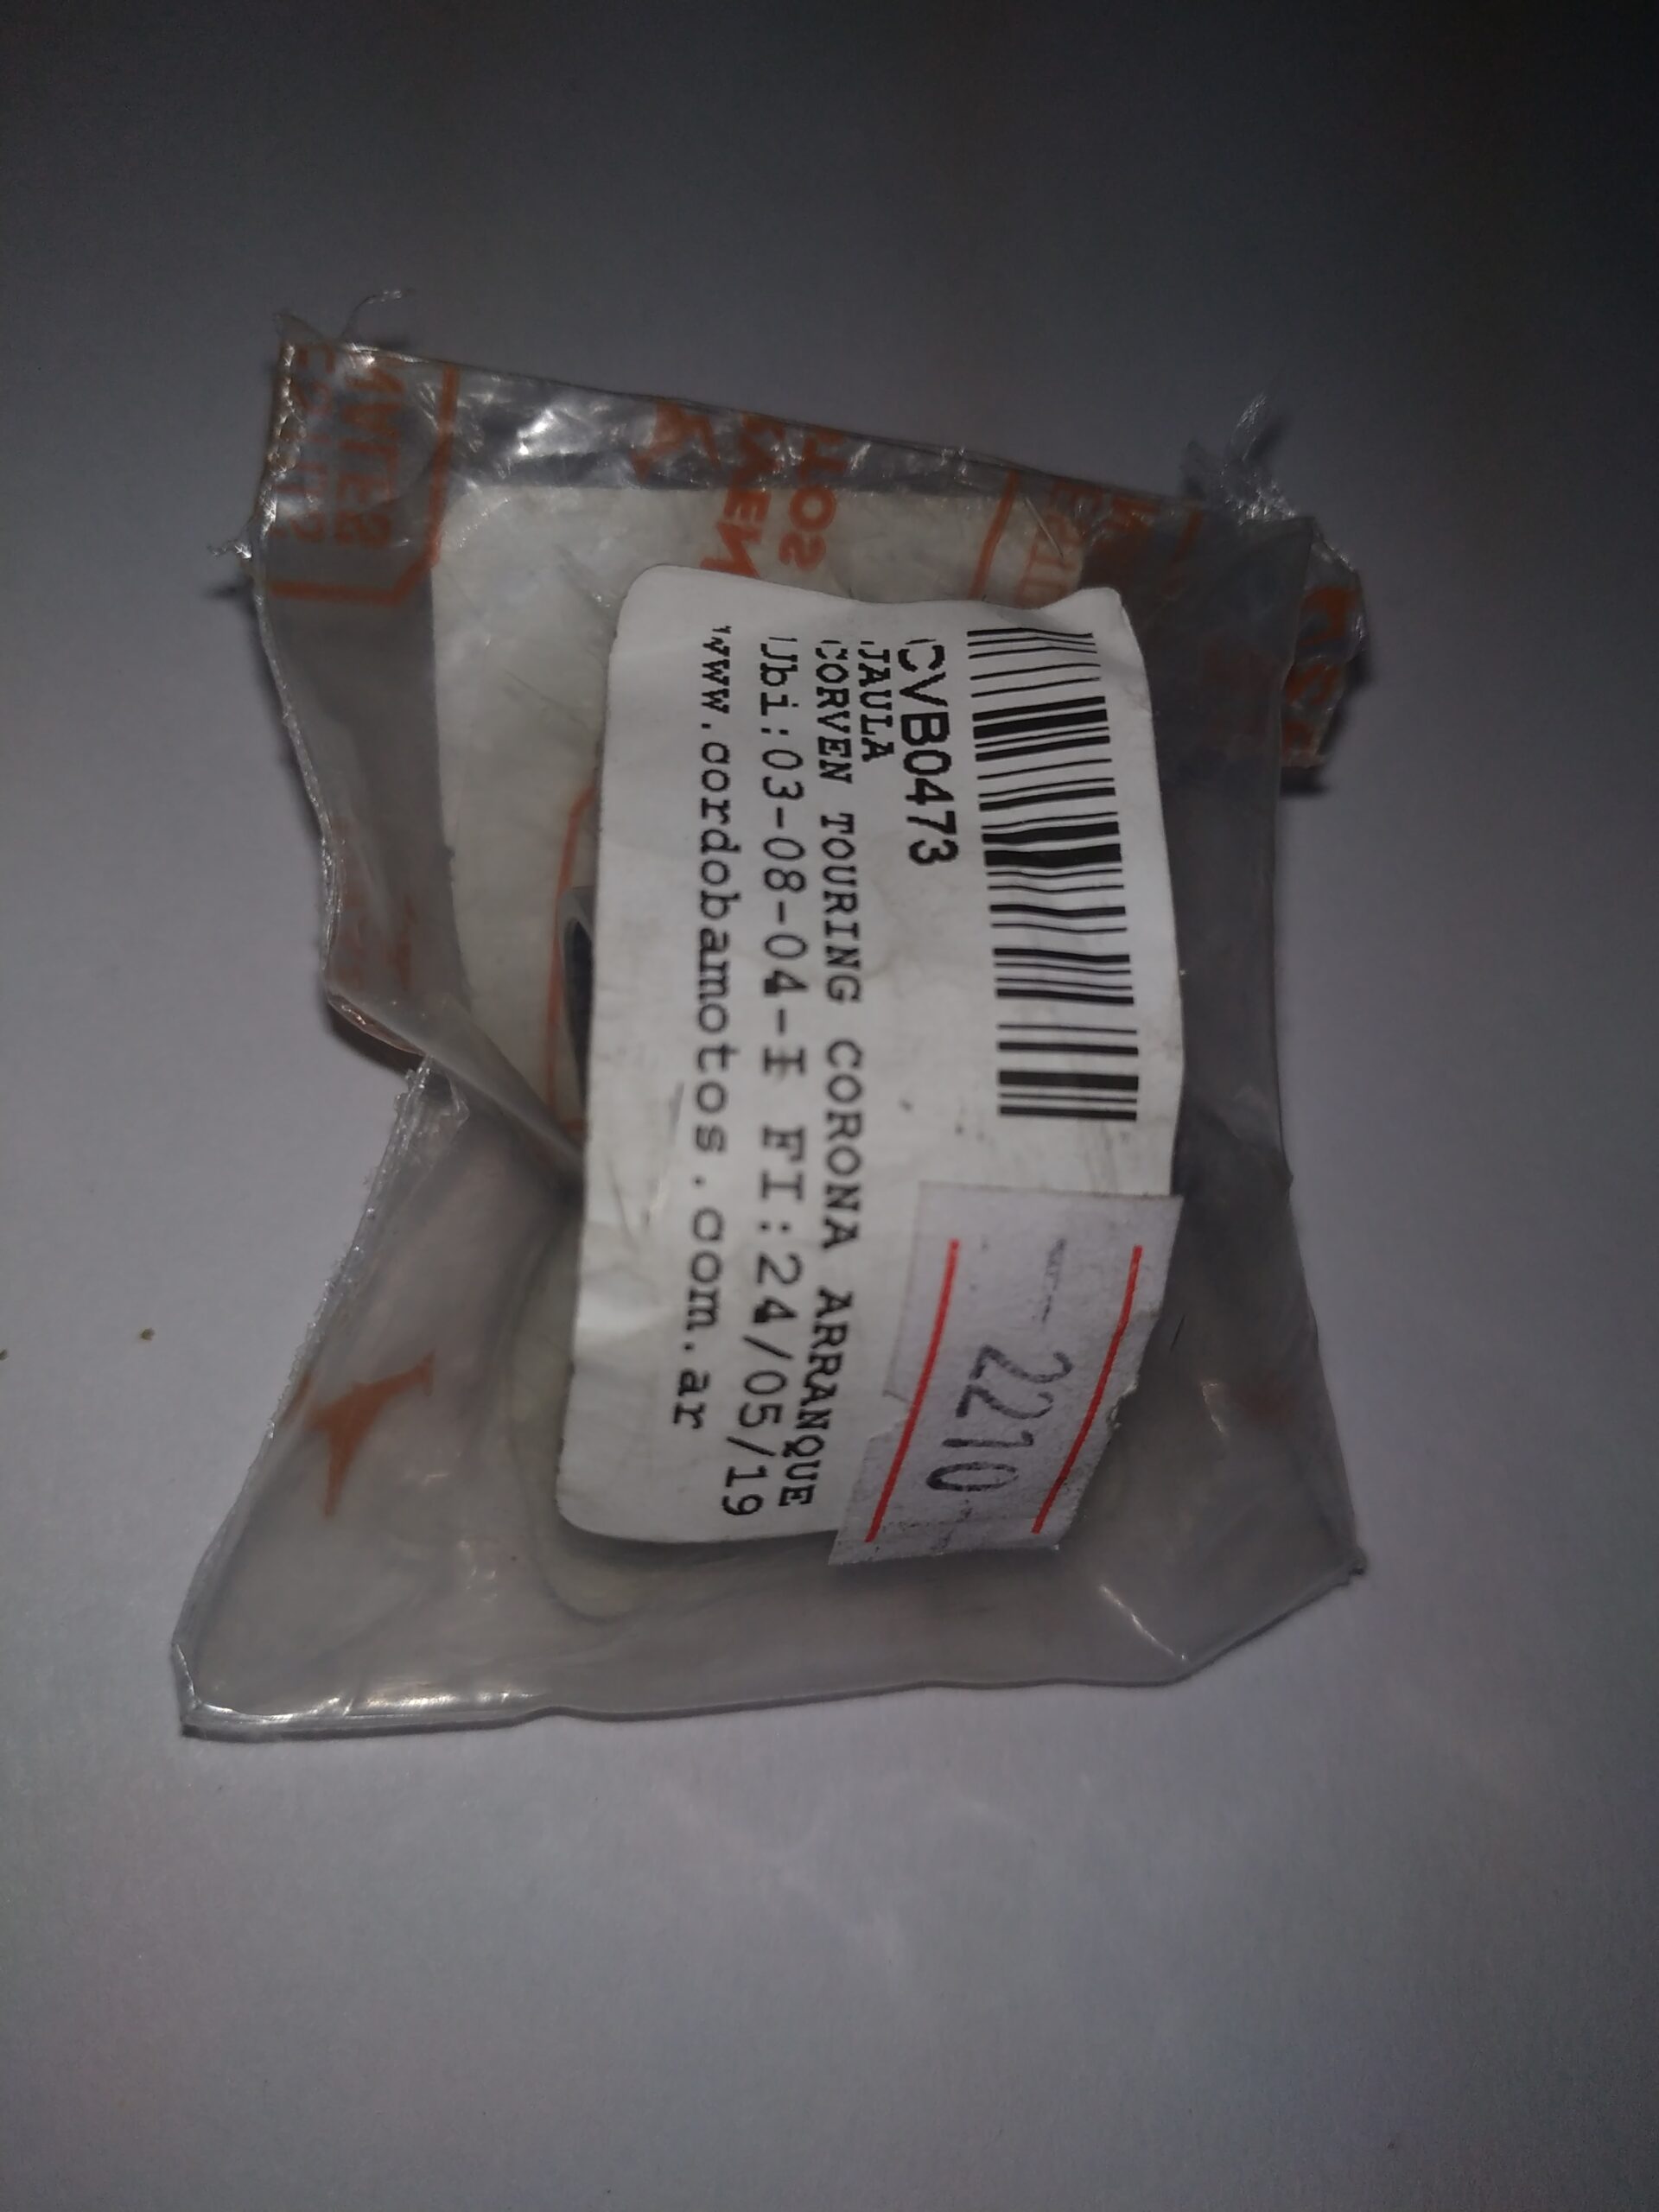 CVB0473
JAULA
CORVEN TOURING CORONA ARRANQUE
Ubi:03-08-04-I FI:24/05/19
www.cordobamotos.com.ar
2210